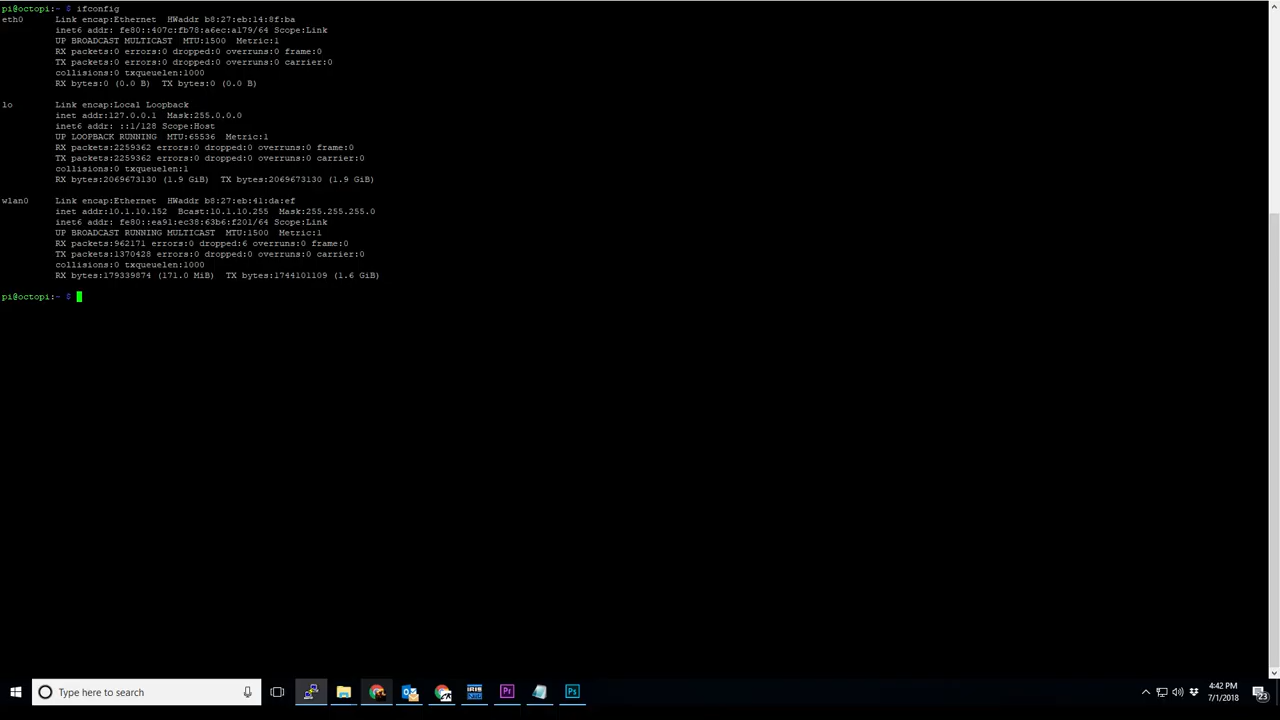 pi@octopi:~ $ ifconfig
eth0 Link encap:Ethernet HWaddr b8:27:eb:14:8f:ba
inet6 addr: fe80::407c:fb78:a6ec:a179/64 Scope:Link
UP BROADCAST MULTICAST MTU:1500 Metric:1
RX packets:0 errors:0 dropped:0 overruns:0 frame:0
TX packets:0 errors:0 dropped:0 overruns:0 carrier:0
collisions:0 txqueuelen:1000
RX bytes:0 (0.0 B) TX bytes:0 (0.0 B)
lo Link encap:Local Loopback
inet addr:127.0.0.1 Mask:255.0.0.0
inet6 addr: ::1/128 Scope:Host
UP LOOPBACK RUNNING MTU:65536 Metric:1
RX packets:2259362 errors:0 dropped:0 overruns:0 frame:0
TX packets:2259362 errors:0 dropped:0 overruns:0 carrier:0
collisions:0 txqueuelen:1
RX bytes:2069673130 (1.9 GiB) TX bytes:2069673130 (1.9 GiB)
wlan0 Link encap:Ethernet HWaddr b8:27:eb:41:da:ef
inet addr:10.1.10.152 Bcast:10.1.10.255 Mask:255.255.255.0
inet6 addr: fe80::ea91:ec38:63b6:f201/64 Scope:Link
UP BROADCAST RUNNING MULTICAST MTU:1500 Metric:1
RX packets:962171 errors:0 dropped:6 overruns:0 frame:0
TX packets:1370428 errors:0 dropped:0 overruns:0 carrier:0
collisions:0 txqueuelen:1000
RX bytes:179339874 (171.0 MiB) TX bytes:1744101109 (1.6 GiB)
pi@octopi:~ $
Type here to search
Pr
Ps
4:42 PM
7/1/2018
23